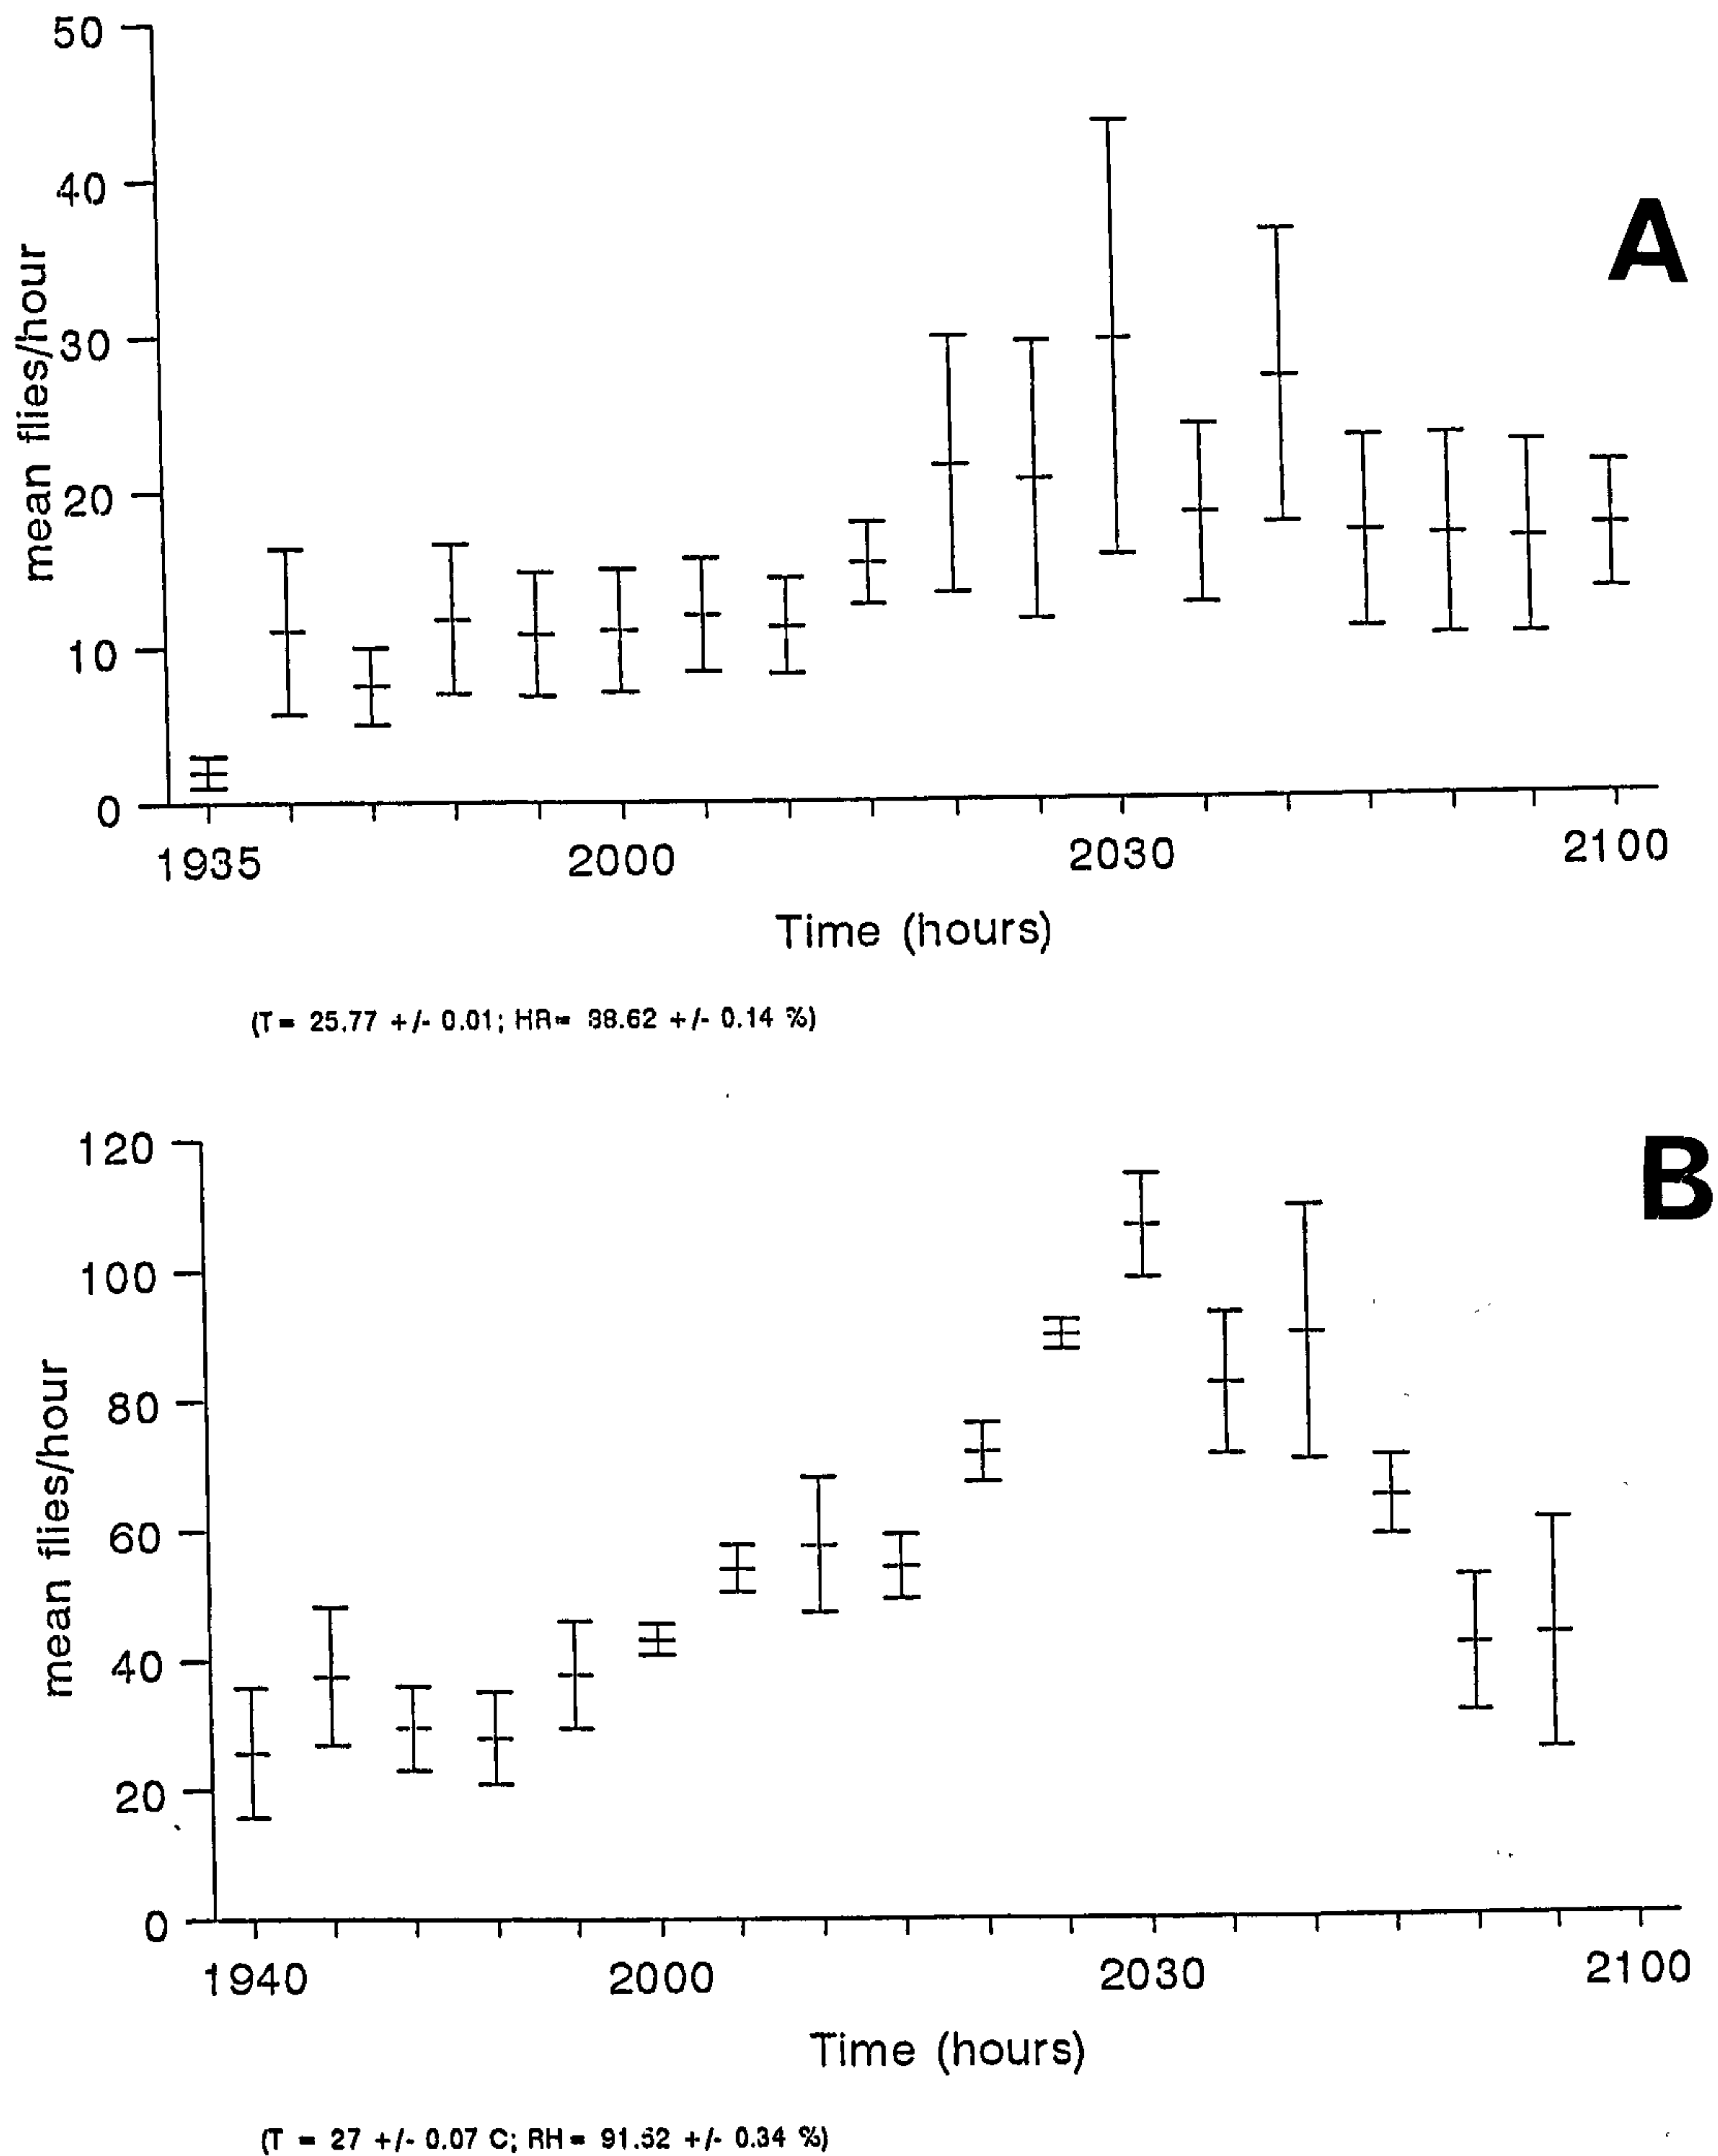 50
40
A
30
20
10
0
mean flies/hour
1935 2000 2030 2100
Time (hours)
(T= 25.77 +/- 0.01; HR= 88.62 +/- 0.14 %)
120
B
100
80
60
40
20
0
mean flies/hour
1940 2000 2030 2100
Time (hours)
(T = 27 +/- 0.07 C; RH= 91.52 +/- 0.34 %)